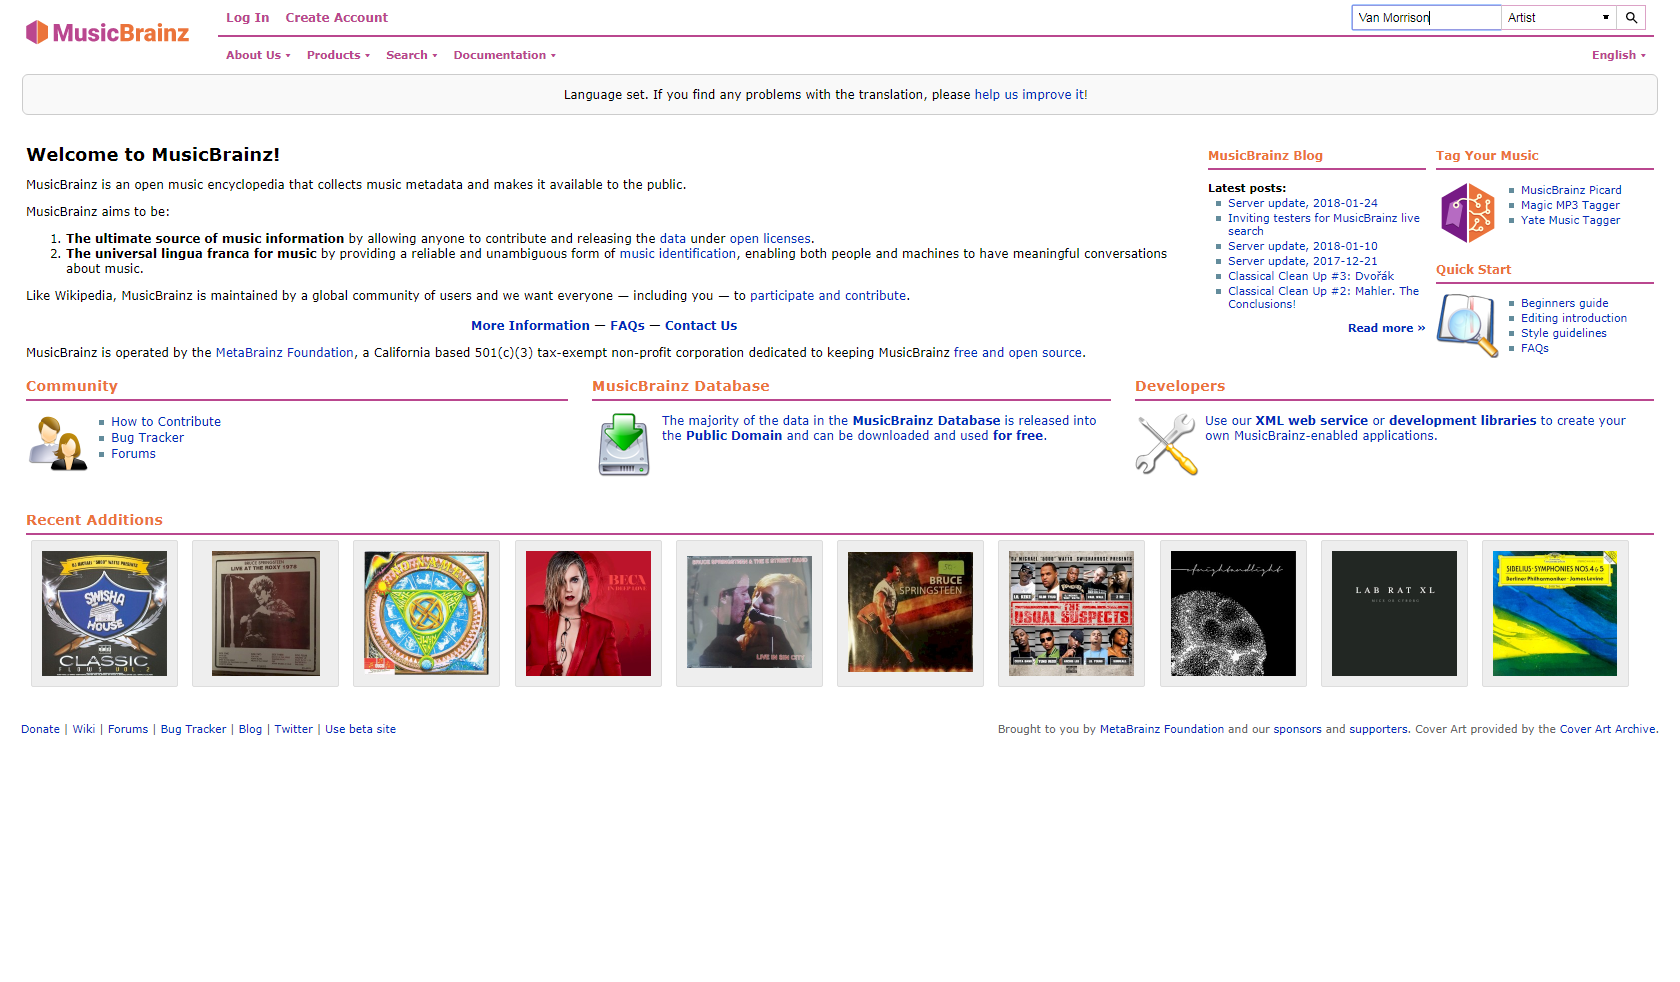 MusicBrainz
Log In Create Account
Van Morrison Artist
About Us Products Search Documentation English
Language set. If you find any problems with the translation, please help us improve it!
Welcome to MusicBrainz!
MusicBrainz is an open music encyclopedia that collects music metadata and makes it available to the public.
MusicBrainz aims to be:
1. The ultimate source of music information by allowing anyone to contribute and releasing the data under open licenses.
2. The universal lingua franca for music by providing a reliable and unambiguous form of music identification, enabling both people and machines to have meaningful conversations
about music.
Like Wikipedia, MusicBrainz is maintained by a global community of users and we want everyone — including you — to participate and contribute.
More Information — FAQs — Contact Us
MusicBrainz is operated by the MetaBrainz Foundation, a California based 501(c)(3) tax-exempt non-profit corporation dedicated to keeping MusicBrainz free and open source.
MusicBrainz Blog
Latest posts:
Server update, 2018-01-24
Inviting testers for MusicBrainz live
search
Server update, 2018-01-10
Server update, 2017-12-21
Classical Clean Up #3: Dvořák
Classical Clean Up #2: Mahler. The
Conclusions!
Read more »
Tag Your Music
MusicBrainz Picard
Magic MP3 Tagger
Yate Music Tagger
Quick Start
Beginners guide
Editing introduction
Style guidelines
FAQs
Community
How to Contribute
Bug Tracker
Forums
MusicBrainz Database
The majority of the data in the MusicBrainz Database is released into
the Public Domain and can be downloaded and used for free.
Developers
Use our XML web service or development libraries to create your
own MusicBrainz-enabled applications.
Recent Additions
SWISHA
HOUSE
CLASSIC
FLOWS VOL 2
BRUCE SPRINGSTEEN
LIVE AT THE ROXY 1978
BECA
IN DEEP LOVE
BRUCE SPRINGSTEEN & THE E STREET BAND
BRUCE
SPRINGSTEEN
THE
USUAL SUSPECTS
ofnightandlight
LAB RAT XL
MICE OR CYBORG
SIBELIUS·SYMPHONIES NOS.4 & 5
Berliner Philharmoniker · James Levine
Donate | Wiki | Forums | Bug Tracker | Blog | Twitter | Use beta site
Brought to you by MetaBrainz Foundation and our sponsors and supporters. Cover Art provided by the Cover Art Archive.